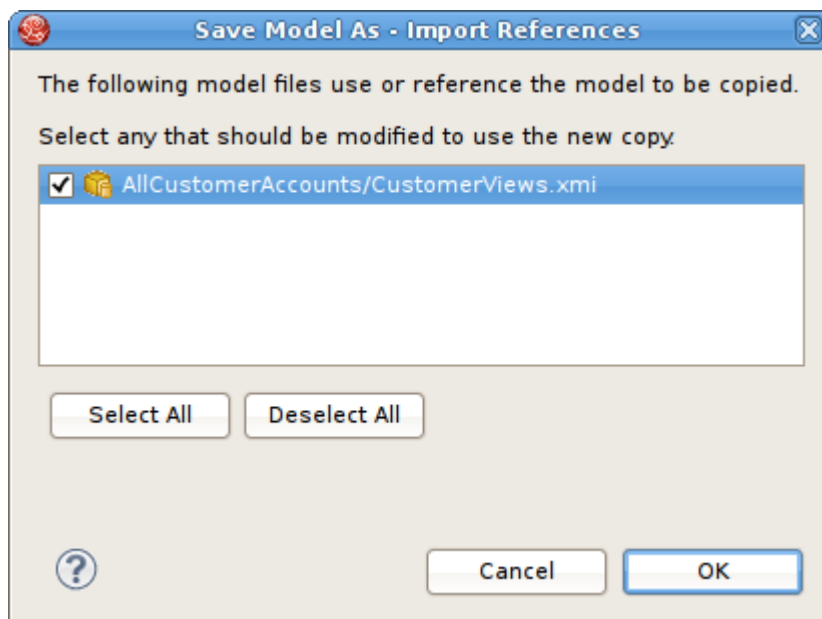 Save Model As - Import References
The following model files use or reference the model to be copied.
Select any that should be modified to use the new copy.
AllCustomerAccounts/CustomerViews.xmi
Select All
Deselect All
?
Cancel
OK